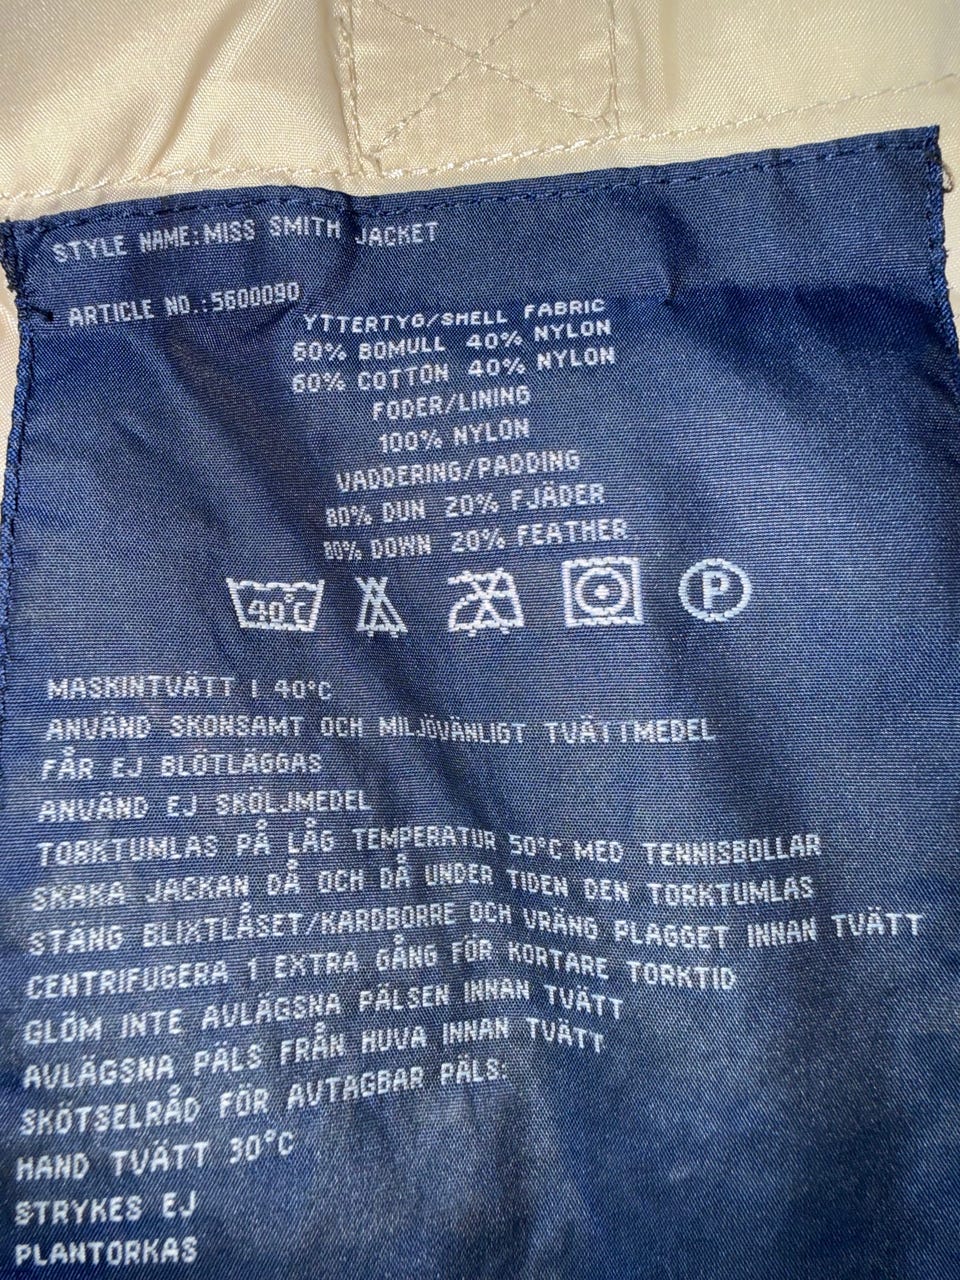 STYLE NAME:MISS SMITH JACKET
ARTICLE NO.:5600090
YTTERTYG/SHELL FABRIC
60% BOMULL 40% NYLON
60% COTTON 40% NYLON
FODER/LINING
100% NYLON
VADDERING/PADDING
80% DUN 20% FJÄDER
80% DOWN 20% FEATHER
40°C P
MASKINTVÄTT I 40°C
ANVÄND SKONSAMT OCH MILJÖVÄNLIGT TVÄTTMEDEL
FÅR EJ BLÖTLÄGGAS
ANVÄND EJ SKÖLJMEDEL
TORKTUMLAS PÅ LÅG TEMPERATUR 50°C MED TENNISBOLLAR
SKAKA JACKAN DÅ OCH DÅ UNDER TIDEN DEN TORKTUMLAS
STÄNG BLIXTLÅSET/KARDBORRE OCH VRÄNG PLAGGET INNAN TVÄTT
CENTRIFUGERA 1 EXTRA GÅNG FÖR KORTARE TORKTID
GLÖM INTE AVLÄGSNA PÄLSEN INNAN TVÄTT
AVLÄGSNA PÄLS FRÅN HUVA INNAN TVÄTT
SKÖTSELRÅD FÖR AVTAGBAR PÄLS:
HAND TVÄTT 30°C
STRYKES EJ
PLANTORKAS